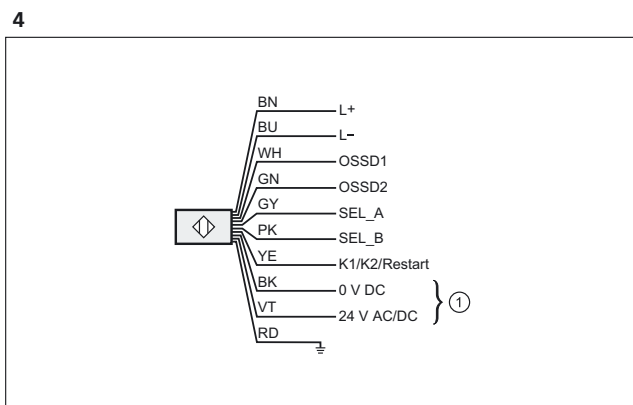 4
BN L+
BU L–
WH OSSD1
GN OSSD2
GY SEL_A
PK SEL_B
YE K1/K2/Restart
BK 0 V DC
1
VT 24 V AC/DC
RD